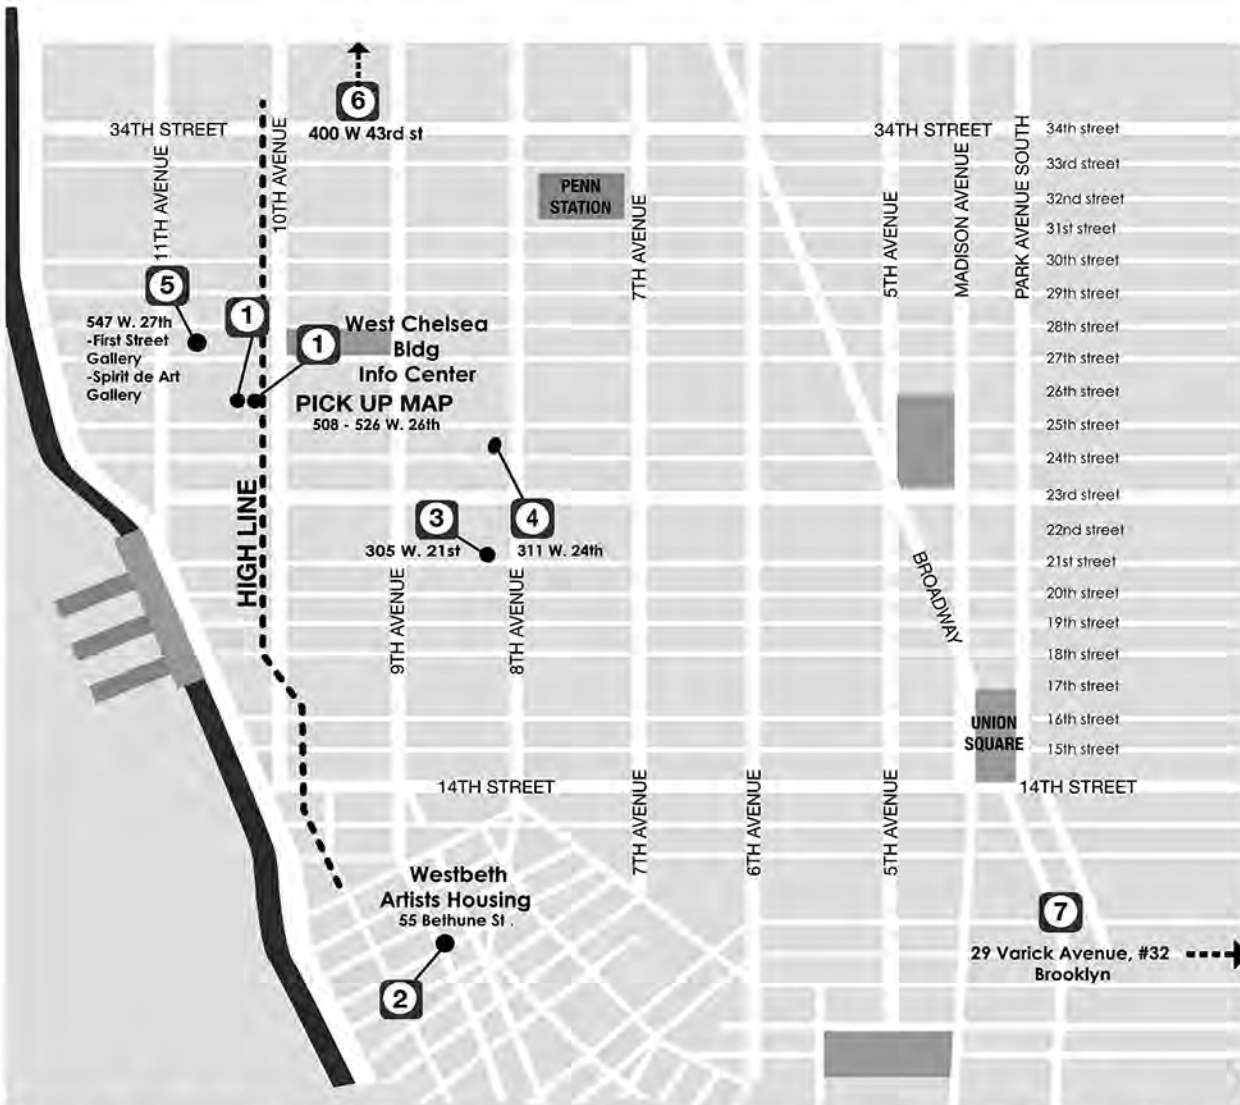 6
400 W 43rd st
34TH STREET
34TH STREET
34th street
33rd street
32nd street
31st street
30th street
29th street
28th street
27th street
26th street
25th street
24th street
23rd street
22nd street
21st street
20th street
19th street
18th street
17th street
16th street
15th street
11TH AVENUE
10TH AVENUE
PENN
STATION
7TH AVENUE
5TH AVENUE
MADISON AVENUE
PARK AVENUE SOUTH
5
547 W. 27th
-First Street
Gallery
-Spirit de Art
Gallery
1
1
West Chelsea
Bldg
Info Center
PICK UP MAP
508 - 526 W. 26th
HIGH LINE
3
305 W. 21st
4
311 W. 24th
9TH AVENUE
8TH AVENUE
BROADWAY
UNION
SQUARE
14TH STREET
14TH STREET
7TH AVENUE
6TH AVENUE
5TH AVENUE
Westbeth
Artists Housing
55 Bethune St .
2
7
29 Varick Avenue, #32
Brooklyn